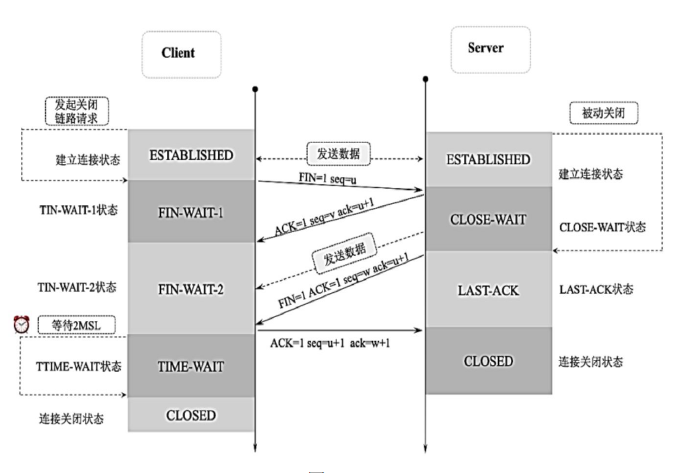 Client
Server
发起关闭
链路请求
被动关闭
建立连接状态
ESTABLISHED
发送数据
ESTABLISHED
建立连接状态
FIN=1 seq=u
TIN-WAIT-1状态
FIN-WAIT-1
ACK=1 seq=v ack=u+1
CLOSE-WAIT
CLOSE-WAIT状态
发送数据
TIN-WAIT-2状态
FIN-WAIT-2
FIN=1 ACK=1 seq=w ack=u+1
LAST-ACK
LAST-ACK状态
等待2MSL
ACK=1 seq=u+1 ack=w+1
TTIME-WAIT状态
TIME-WAIT
CLOSED
连接关闭状态
连接关闭状态
CLOSED